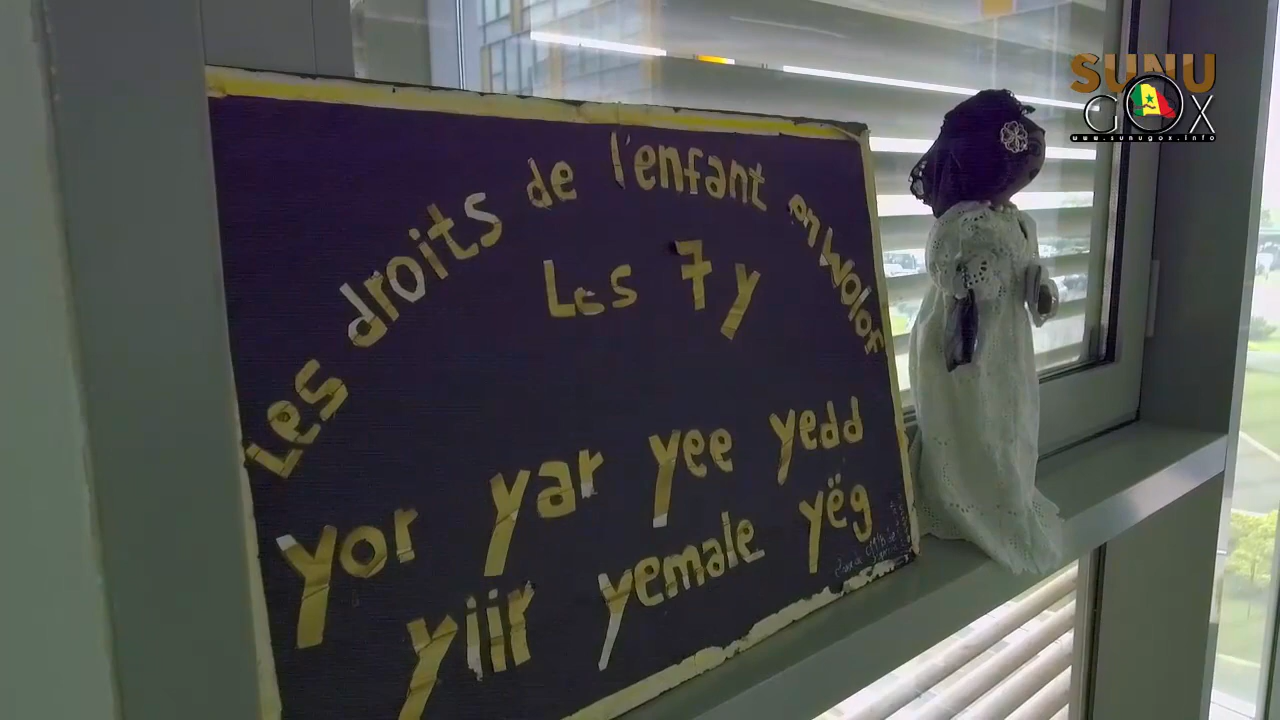 Les droits de l'enfant en wolof
Les 7 y
yor yar yee yedd
yiir yemale yëg
SUNU
GOX
www.sunugox.info